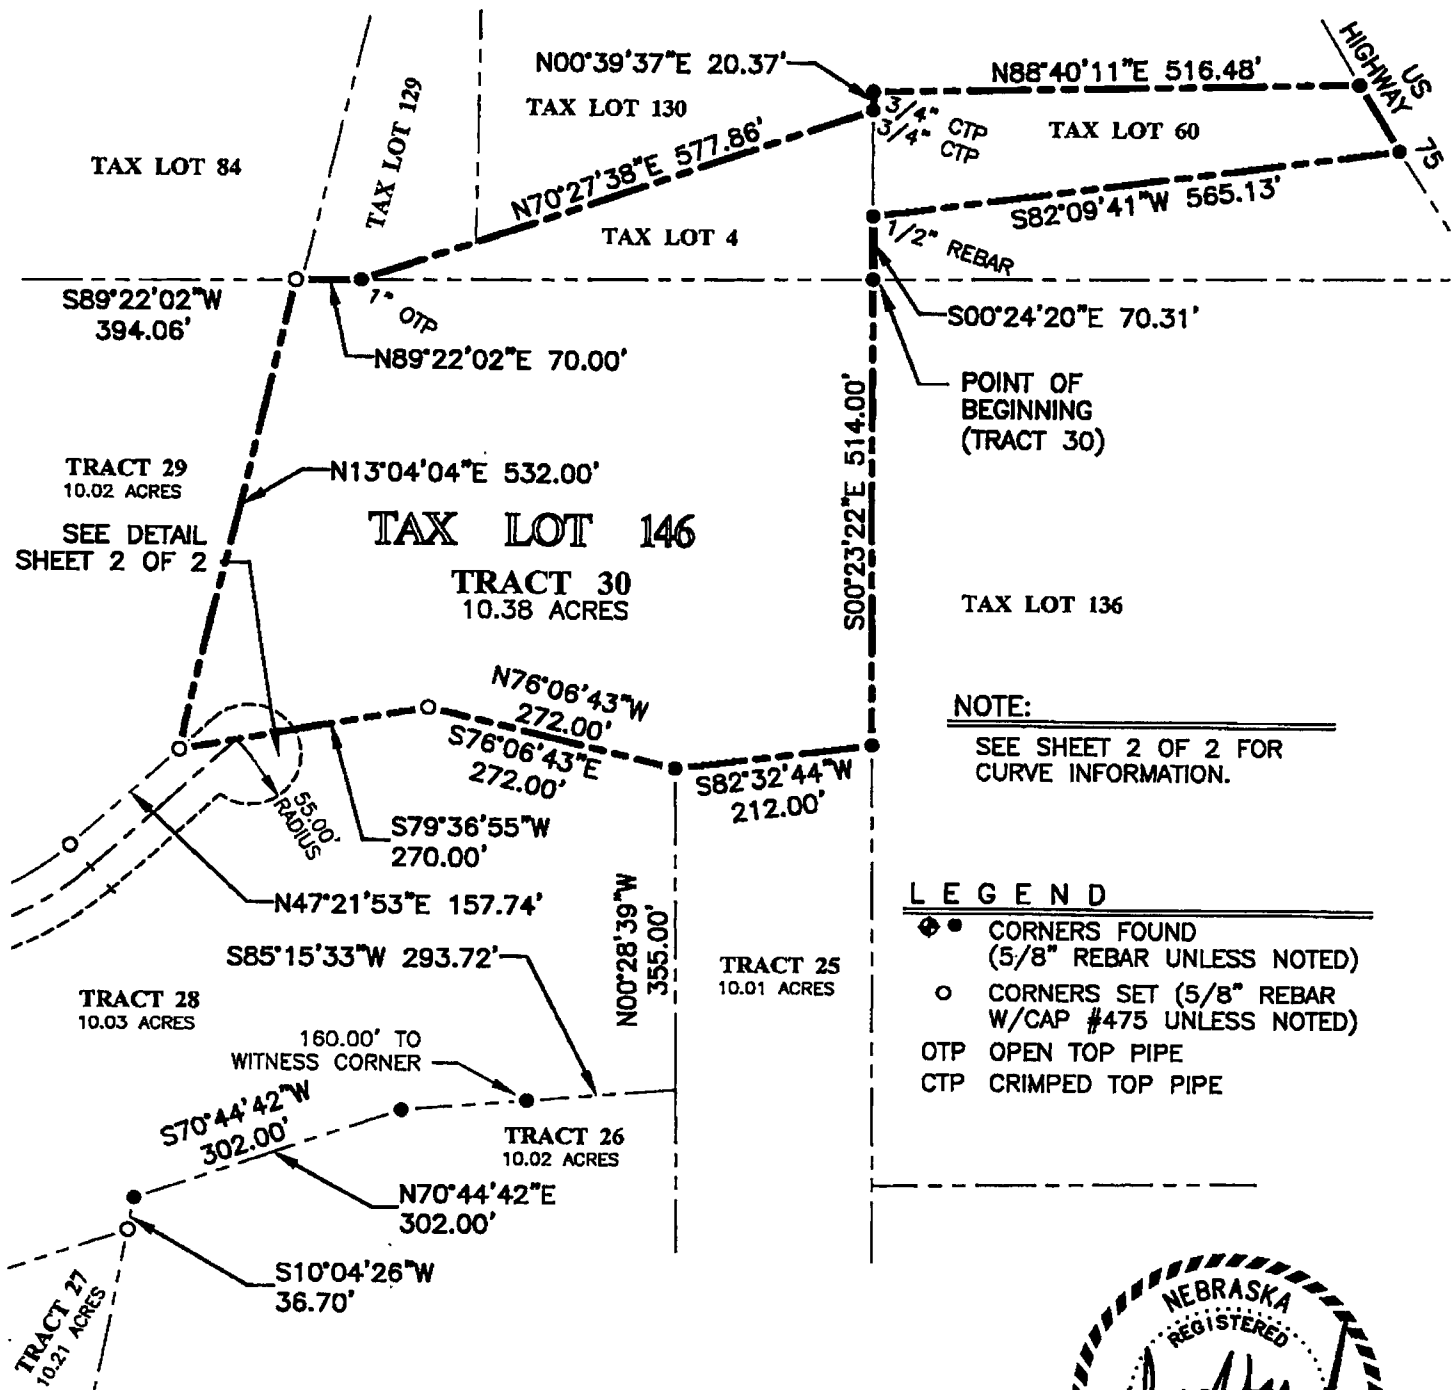 N00°39'37"E 20.37'
N88°40'11"E 516.48'
US
HIGHWAY
75
TAX LOT 129
TAX LOT 130
3/4" CTP
3/4" CTP
TAX LOT 60
TAX LOT 84
N70°27'38"E 577.86'
S82°09'41"W 565.13'
TAX LOT 4
1/2" REBAR
S89°22'02"W
394.06'
1" OTP
S00°24'20"E 70.31'
N89°22'02"E 70.00'
POINT OF
BEGINNING
(TRACT 30)
S00°23'22"E 514.00'
TRACT 29
10.02 ACRES
N13°04'04"E 532.00'
SEE DETAIL
SHEET 2 OF 2
TAX LOT 146
TRACT 30
10.38 ACRES
TAX LOT 136
N76°06'43"W
272.00'
S76°06'43"E
272.00'
NOTE:
SEE SHEET 2 OF 2 FOR
CURVE INFORMATION.
S82°32'44"W
212.00'
55.00'
RADIUS
S79°36'55"W
270.00'
N47°21'53"E 157.74'
N00°28'39"W
355.00'
LEGEND
CORNERS FOUND
(5/8" REBAR UNLESS NOTED)
CORNERS SET (5/8" REBAR
W/CAP #475 UNLESS NOTED)
OTP OPEN TOP PIPE
CTP CRIMPED TOP PIPE
S85°15'33"W 293.72'
TRACT 25
10.01 ACRES
TRACT 28
10.03 ACRES
160.00' TO
WITNESS CORNER
S70°44'42"W
302.00'
TRACT 26
10.02 ACRES
N70°44'42"E
302.00'
S10°04'26"W
36.70'
TRACT 27
10.21 ACRES
NEBRASKA
REGISTERED